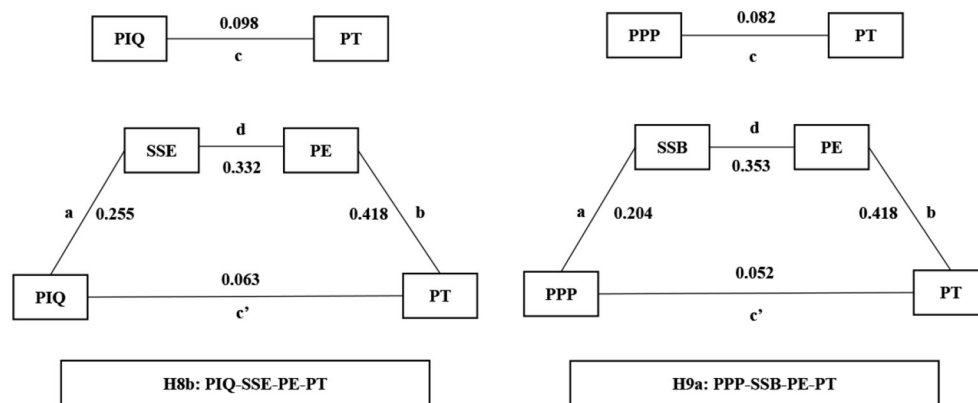 0.098
PIQ PT
c
d
SSE PE
0.332
a 0.255 0.418 b
0.063
PIQ PT
c’
H8b: PIQ-SSE-PE-PT
0.082
PPP PT
c
d
SSB PE
0.353
a 0.204 0.418 b
0.052
PPP PT
c’
H9a: PPP-SSB-PE-PT